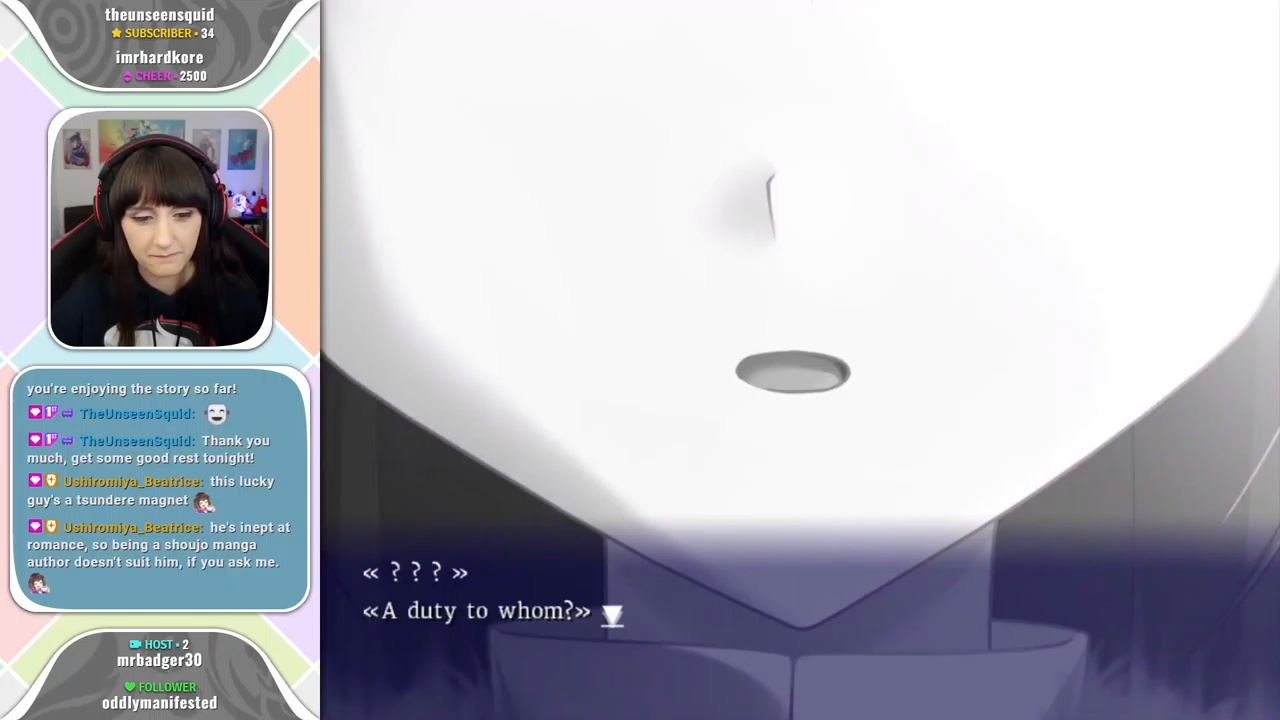 theunseensquid
★ SUBSCRIBER • 34
imrhardkore
CHEER • 2500
you're enjoying the story so far!
TheUnseenSquid:
TheUnseenSquid: Thank you
much, get some good rest tonight!
Ushiromiya_Beatrice: this lucky
guy's a tsundere magnet
Ushiromiya_Beatrice: he's inept at
romance, so being a shoujo manga
author doesn't suit him, if you ask me.
HOST • 2
mrbadger30
FOLLOWER
oddlymanifested
« ? ? ? »
«A duty to whom?»